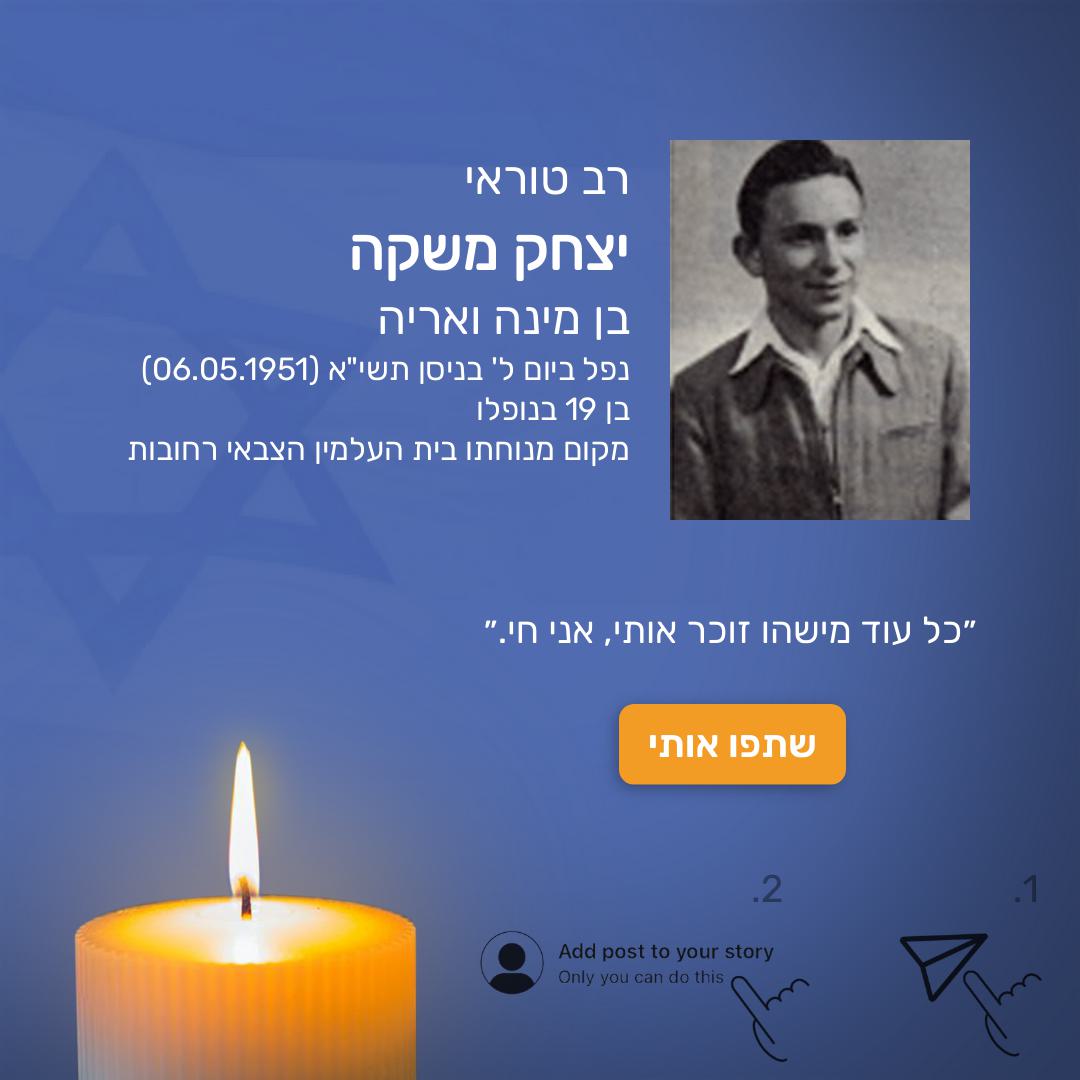 רב טוראי
יצחק משקה
בן מינה ואריה
נפל ביום ל' בניסן תשי"א (06.05.1951)
בן 19 בנופלו
מקום מנוחתו בית העלמין הצבאי רחובות
״כל עוד מישהו זוכר אותי, אני חי.״
שתפו אותי
1.
2.
Add post to your story
Only you can do this